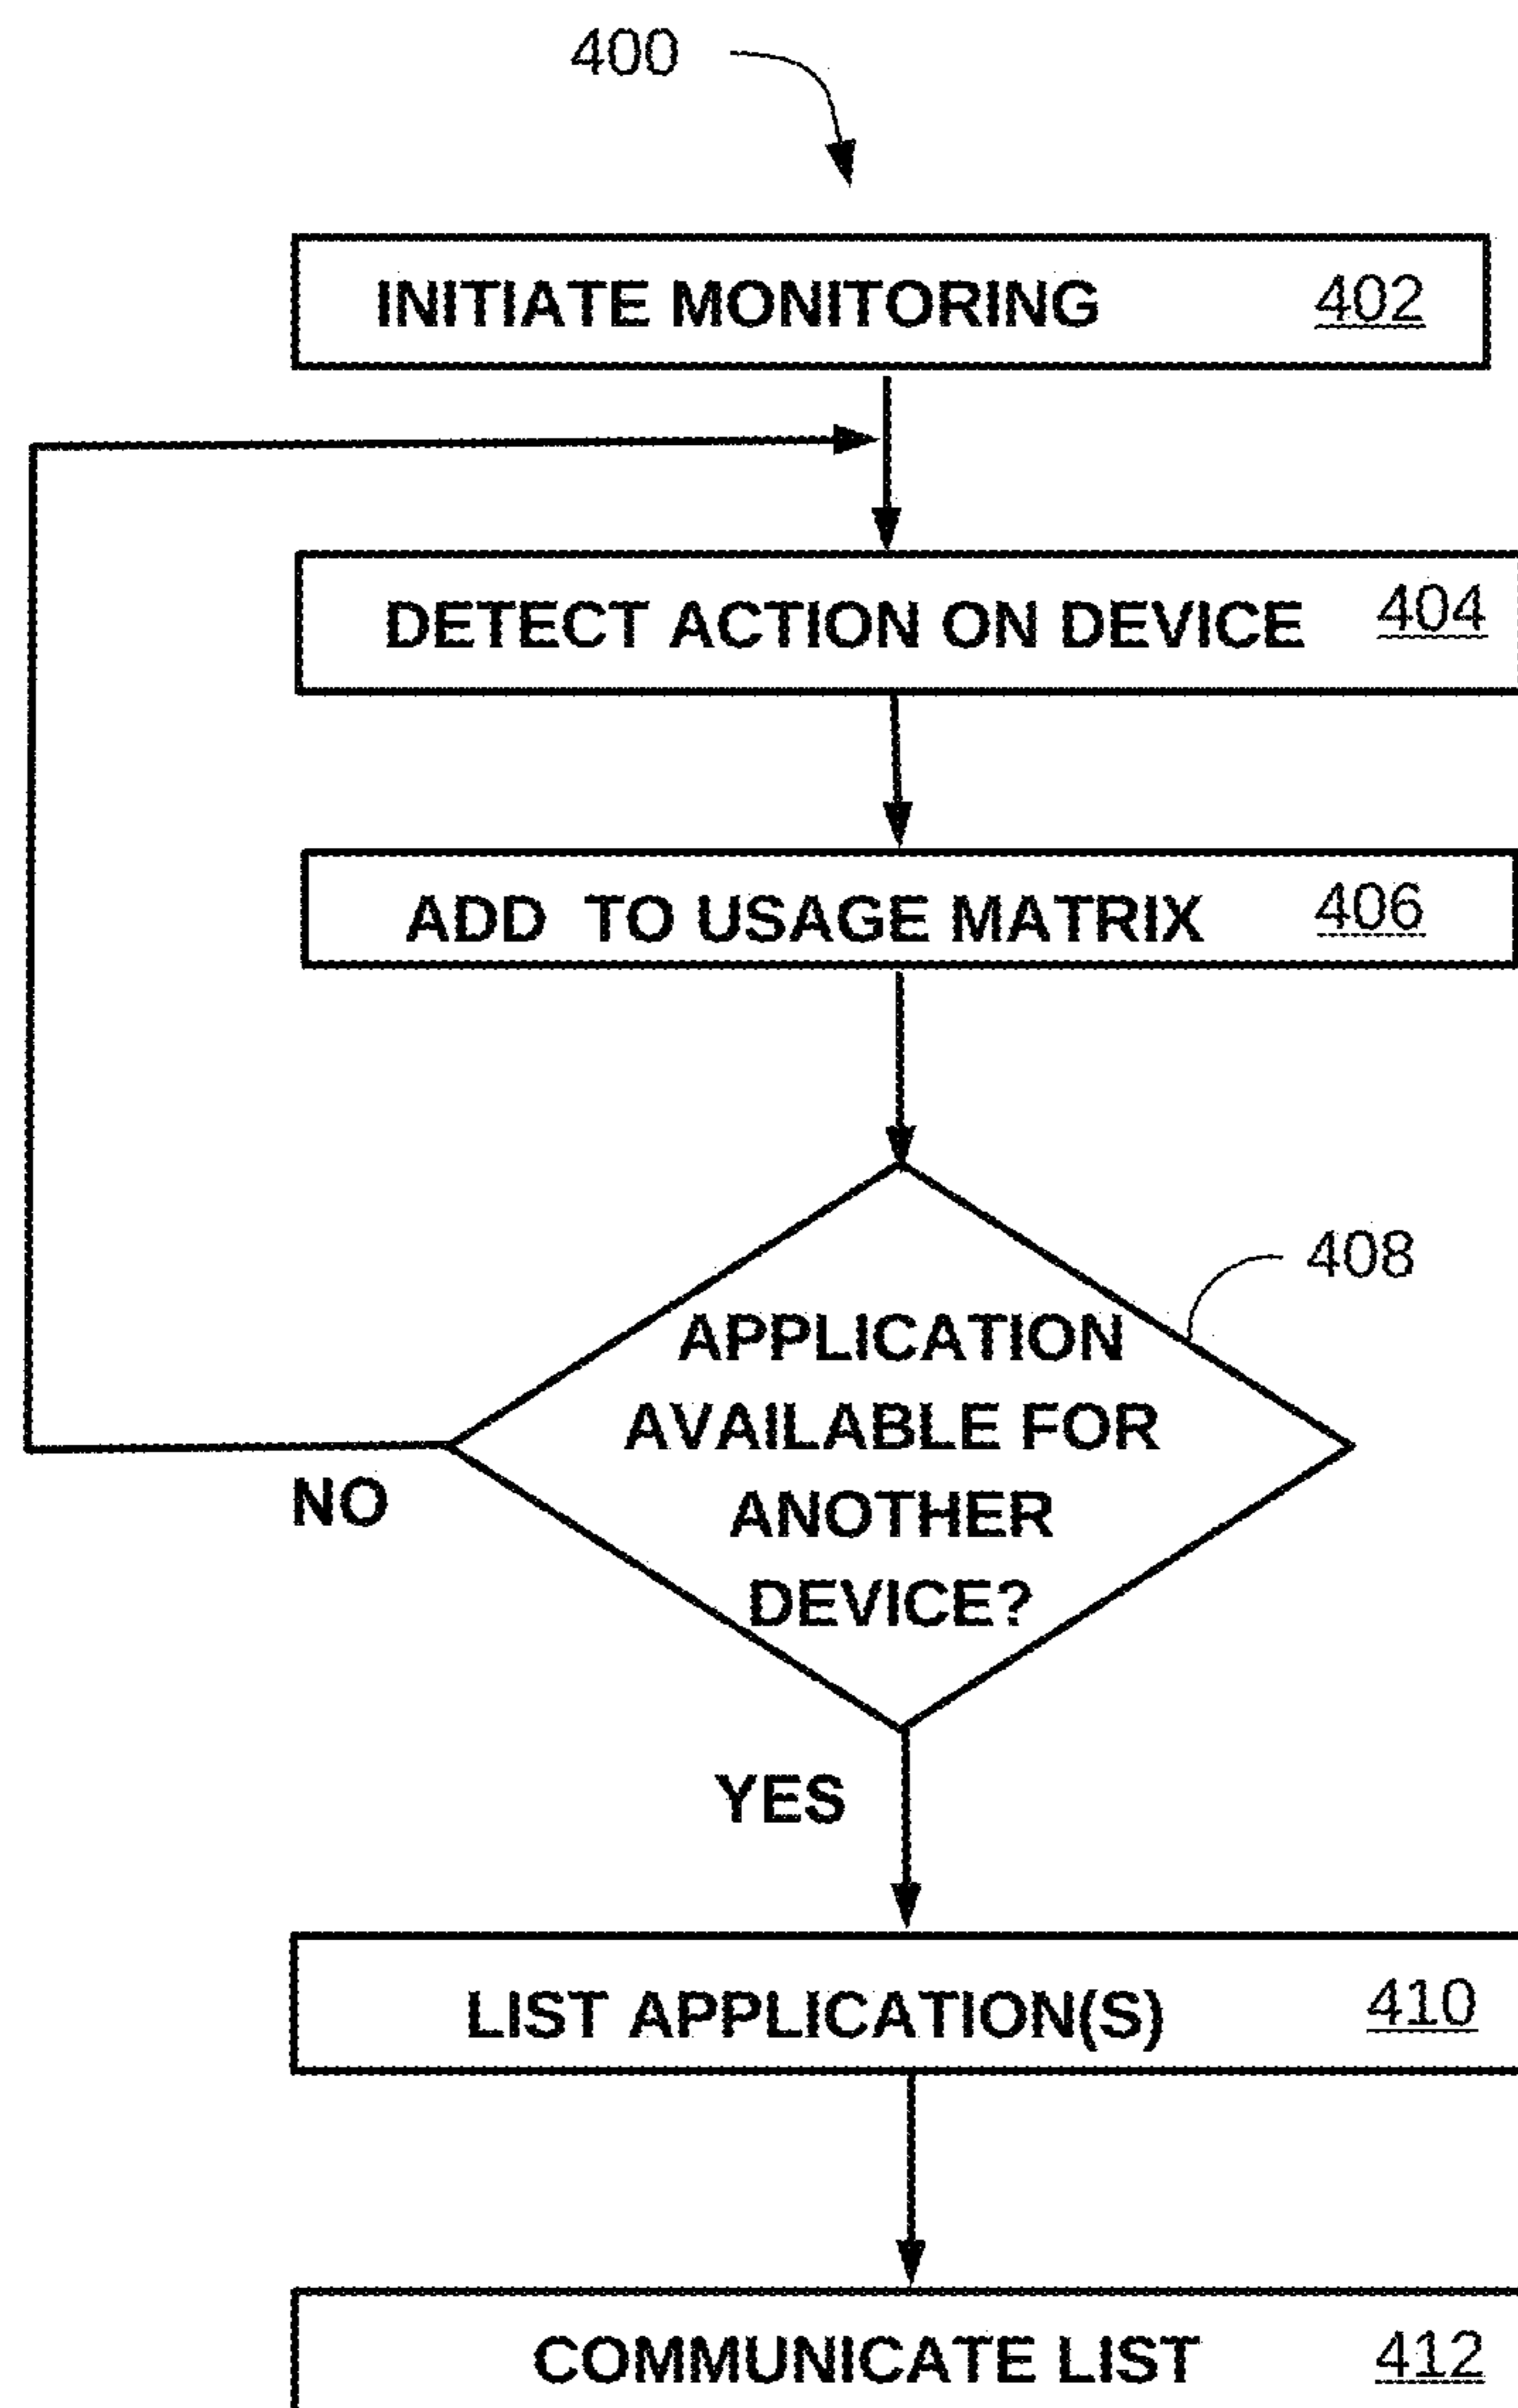 400
INITIATE MONITORING 402
DETECT ACTION ON DEVICE 404
ADD TO USAGE MATRIX 406
408
APPLICATION
AVAILABLE FOR
ANOTHER
DEVICE?
NO
YES
LIST APPLICATION(S) 410
COMMUNICATE LIST 412